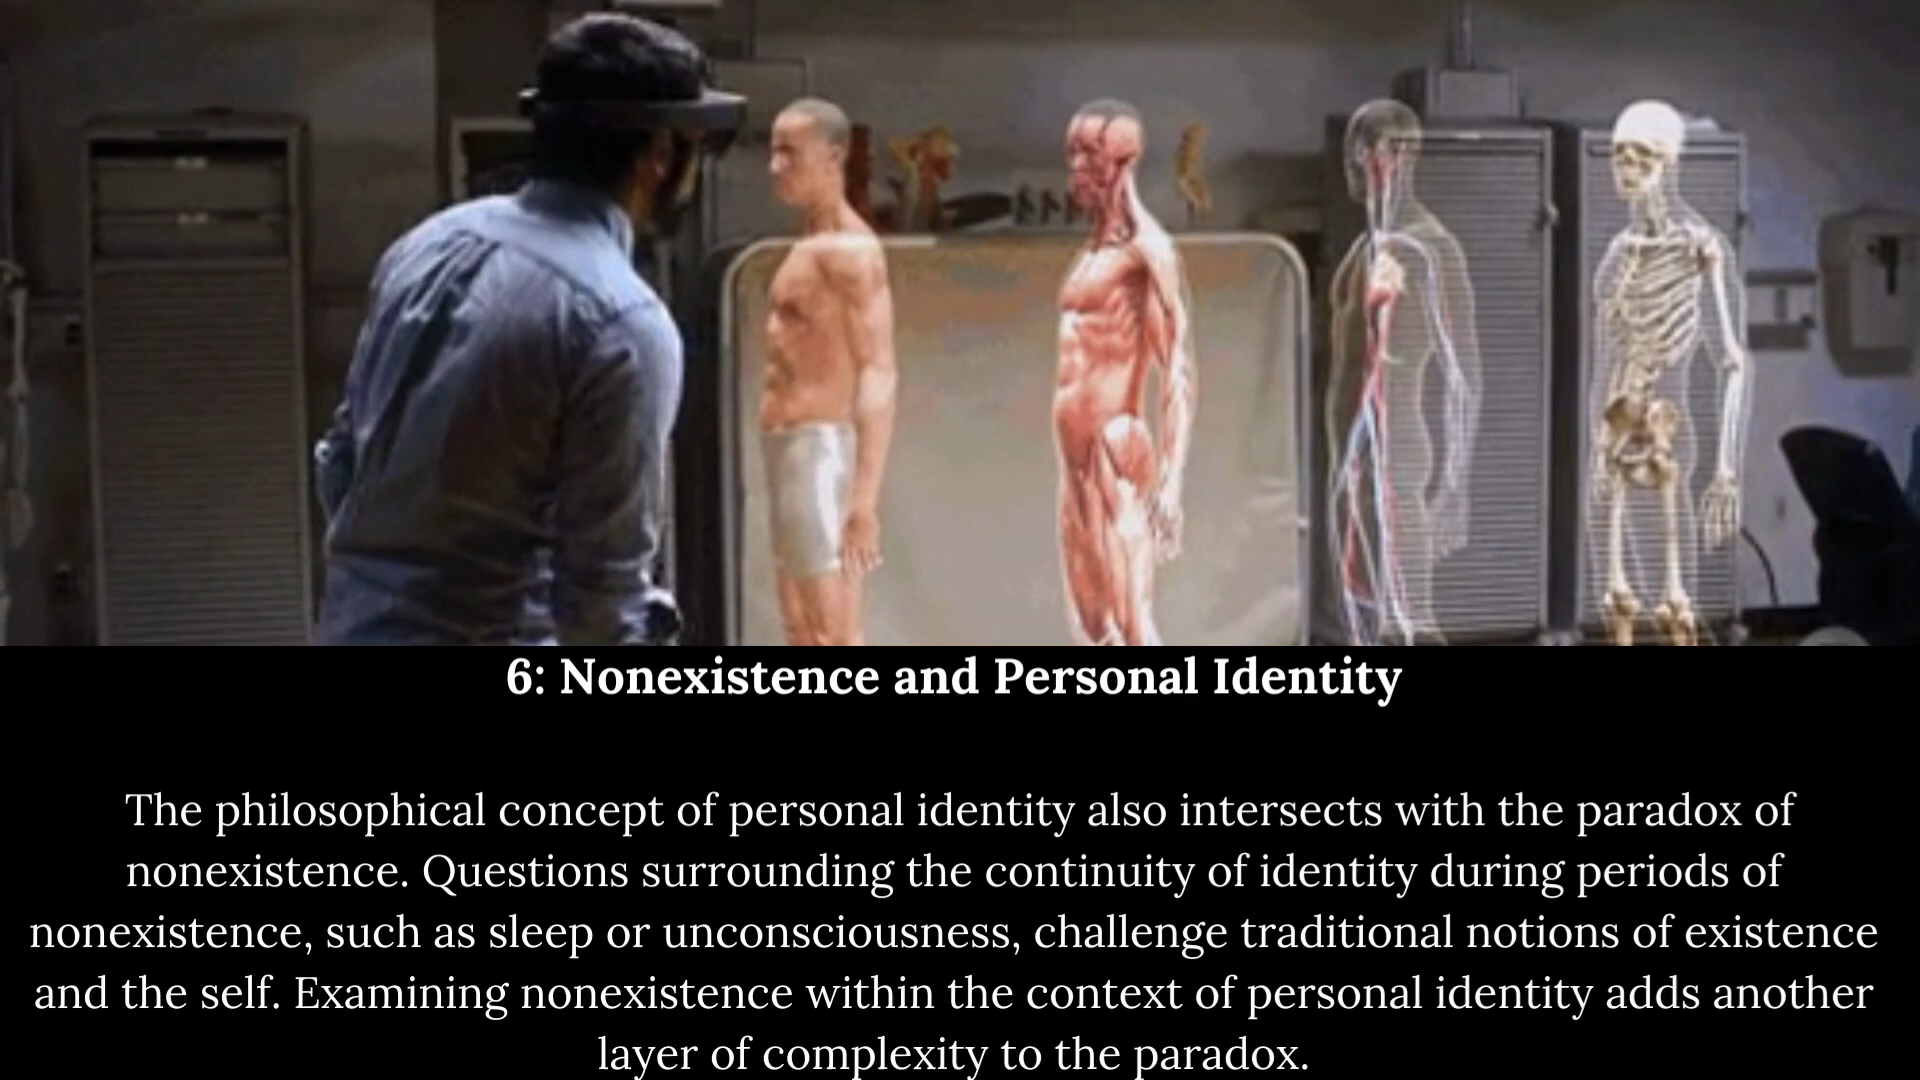 6: Nonexistence and Personal Identity
The philosophical concept of personal identity also intersects with the paradox of
nonexistence. Questions surrounding the continuity of identity during periods of
nonexistence, such as sleep or unconsciousness, challenge traditional notions of existence
and the self. Examining nonexistence within the context of personal identity adds another
layer of complexity to the paradox.